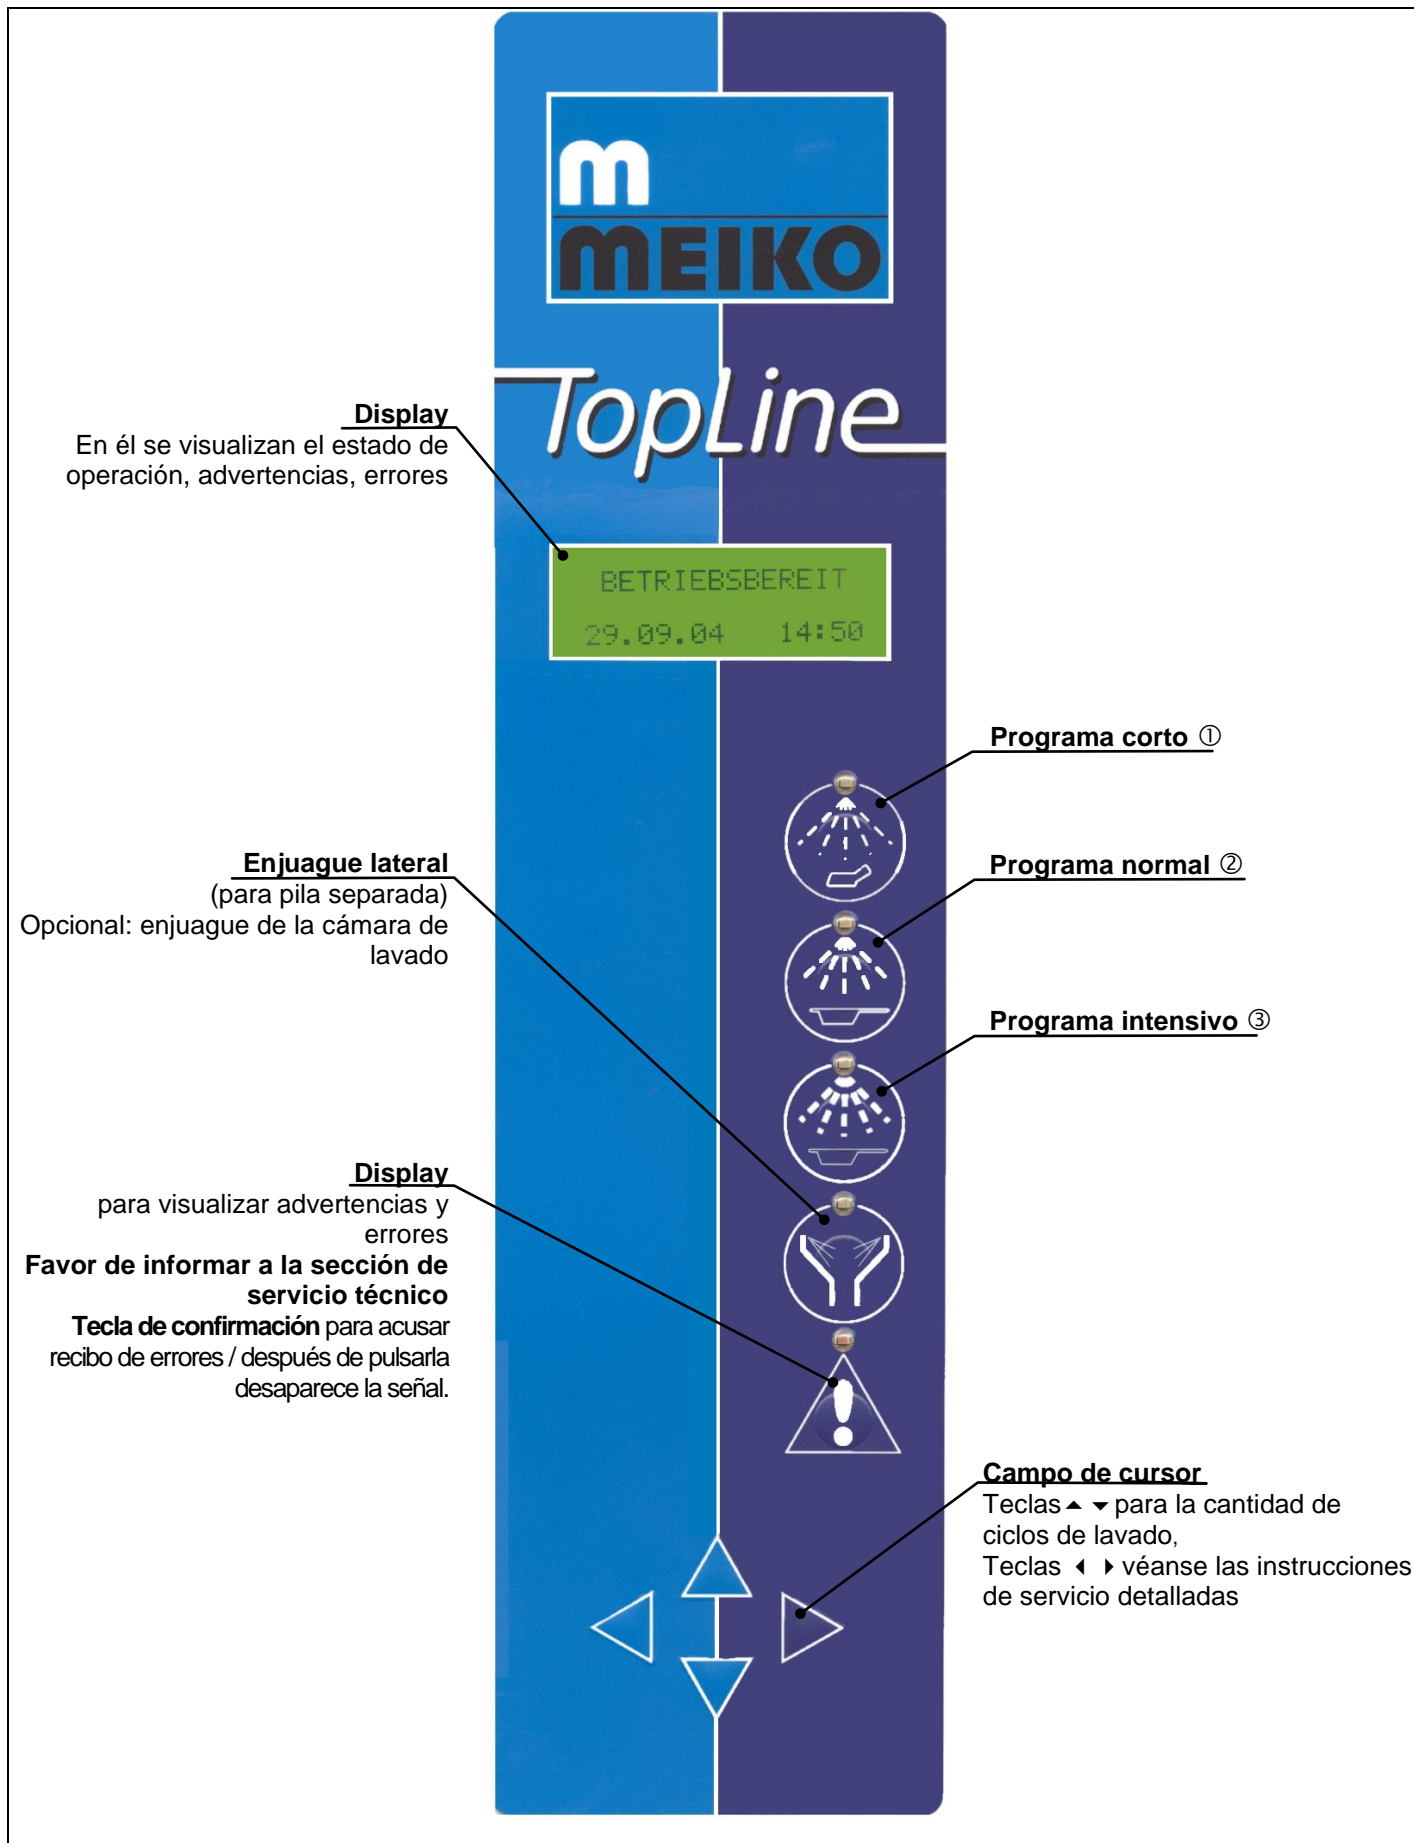 m
MEIKO
TopLine
Display
En él se visualizan el estado de
operación, advertencias, errores
BETRIEBSBEREIT
29.09.04 14:50
Programa corto ①
Enjuague lateral
(para pila separada)
Opcional: enjuague de la cámara de
lavado
Programa normal ②
Programa intensivo ③
Display
para visualizar advertencias y
errores
Favor de informar a la sección de
servicio técnico
Tecla de confirmación para acusar
recibo de errores / después de pulsarla
desaparece la señal.
Campo de cursor
Teclas ▲ ▼ para la cantidad de
ciclos de lavado,
Teclas ◀ ▶ véanse las instrucciones
de servicio detalladas